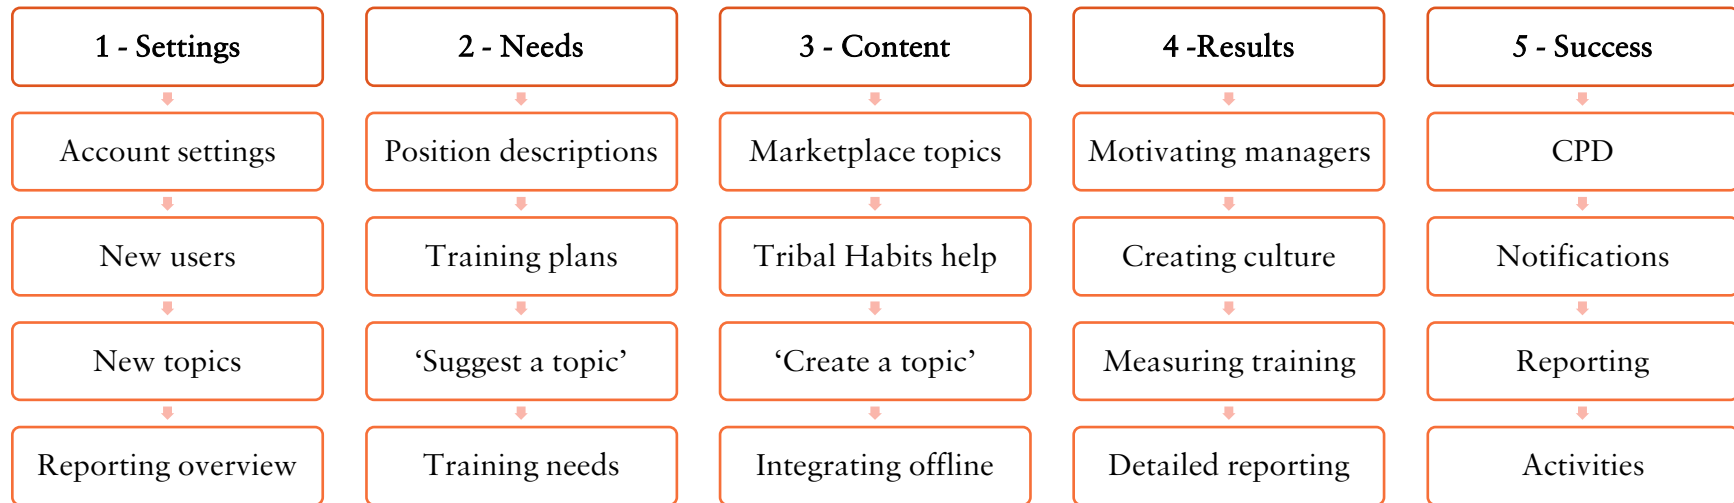 1 - Settings
Account settings
New users
New topics
Reporting overview
2 - Needs
Position descriptions
Training plans
‘Suggest a topic’
Training needs
3 - Content
Marketplace topics
Tribal Habits help
‘Create a topic’
Integrating offline
4 -Results
Motivating managers
Creating culture
Measuring training
Detailed reporting
5 - Success
CPD
Notifications
Reporting
Activities